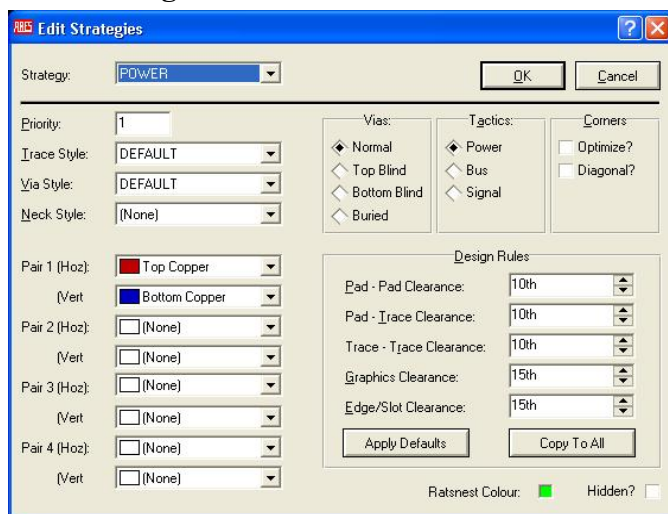 ARES Edit Strategies
Strategy: POWER OK Cancel
Priority: 1
Trace Style: DEFAULT
Via Style: DEFAULT
Neck Style: (None)
Vias:
Normal
Top Blind
Bottom Blind
Buried
Tactics:
Power
Bus
Signal
Corners
Optimize?
Diagonal?
Pair 1 (Hoz): Top Copper
(Vert Bottom Copper
Pair 2 (Hoz): (None)
(Vert (None)
Pair 3 (Hoz): (None)
(Vert (None)
Pair 4 (Hoz): (None)
(Vert (None)
Design Rules
Pad - Pad Clearance: 10th
Pad - Trace Clearance: 10th
Trace - Trace Clearance: 10th
Graphics Clearance: 15th
Edge/Slot Clearance: 15th
Apply Defaults Copy To All
Ratsnest Colour: Hidden?